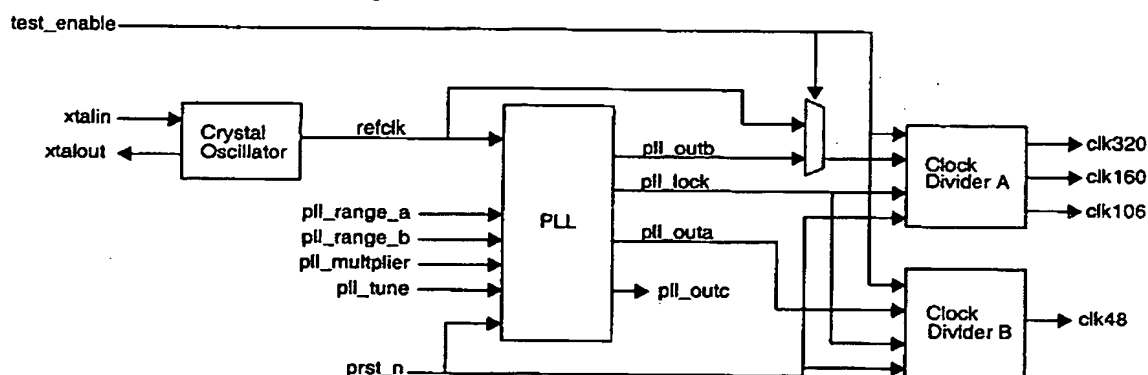 test_enable
xtalin
xtalout
Crystal
Oscillator
refclk
pll_range_a
pll_range_b
pll_multplier
pll_tune
prst_n
PLL
pll_outb
pll_lock
pll_outa
pll_outc
Clock
Divider A
clk320
clk160
clk106
Clock
Divider B
clk48